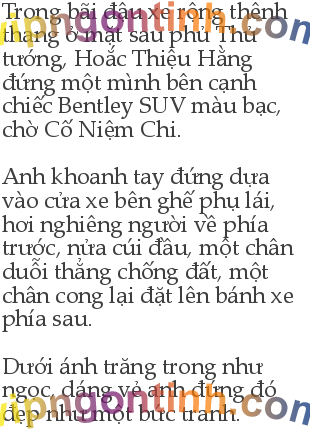 Trong bãi đậu xe rộng thênh
thang ở mặt sau phủ Thủ
tướng, Hoắc Thiệu Hằng
đứng một mình bên cạnh
chiếc Bentley SUV màu bạc,
chờ Cố Niệm Chi.
Anh khoanh tay đứng dựa
vào cửa xe bên ghế phụ lái,
hơi nghiêng người về phía
trước, nửa cúi đầu, một chân
duỗi thẳng chống đất, một
chân cong lại đặt lên bánh xe
phía sau.
Dưới ánh trăng trong như
ngọc, dáng vẻ anh đứng đó
đẹp như một bức tranh.